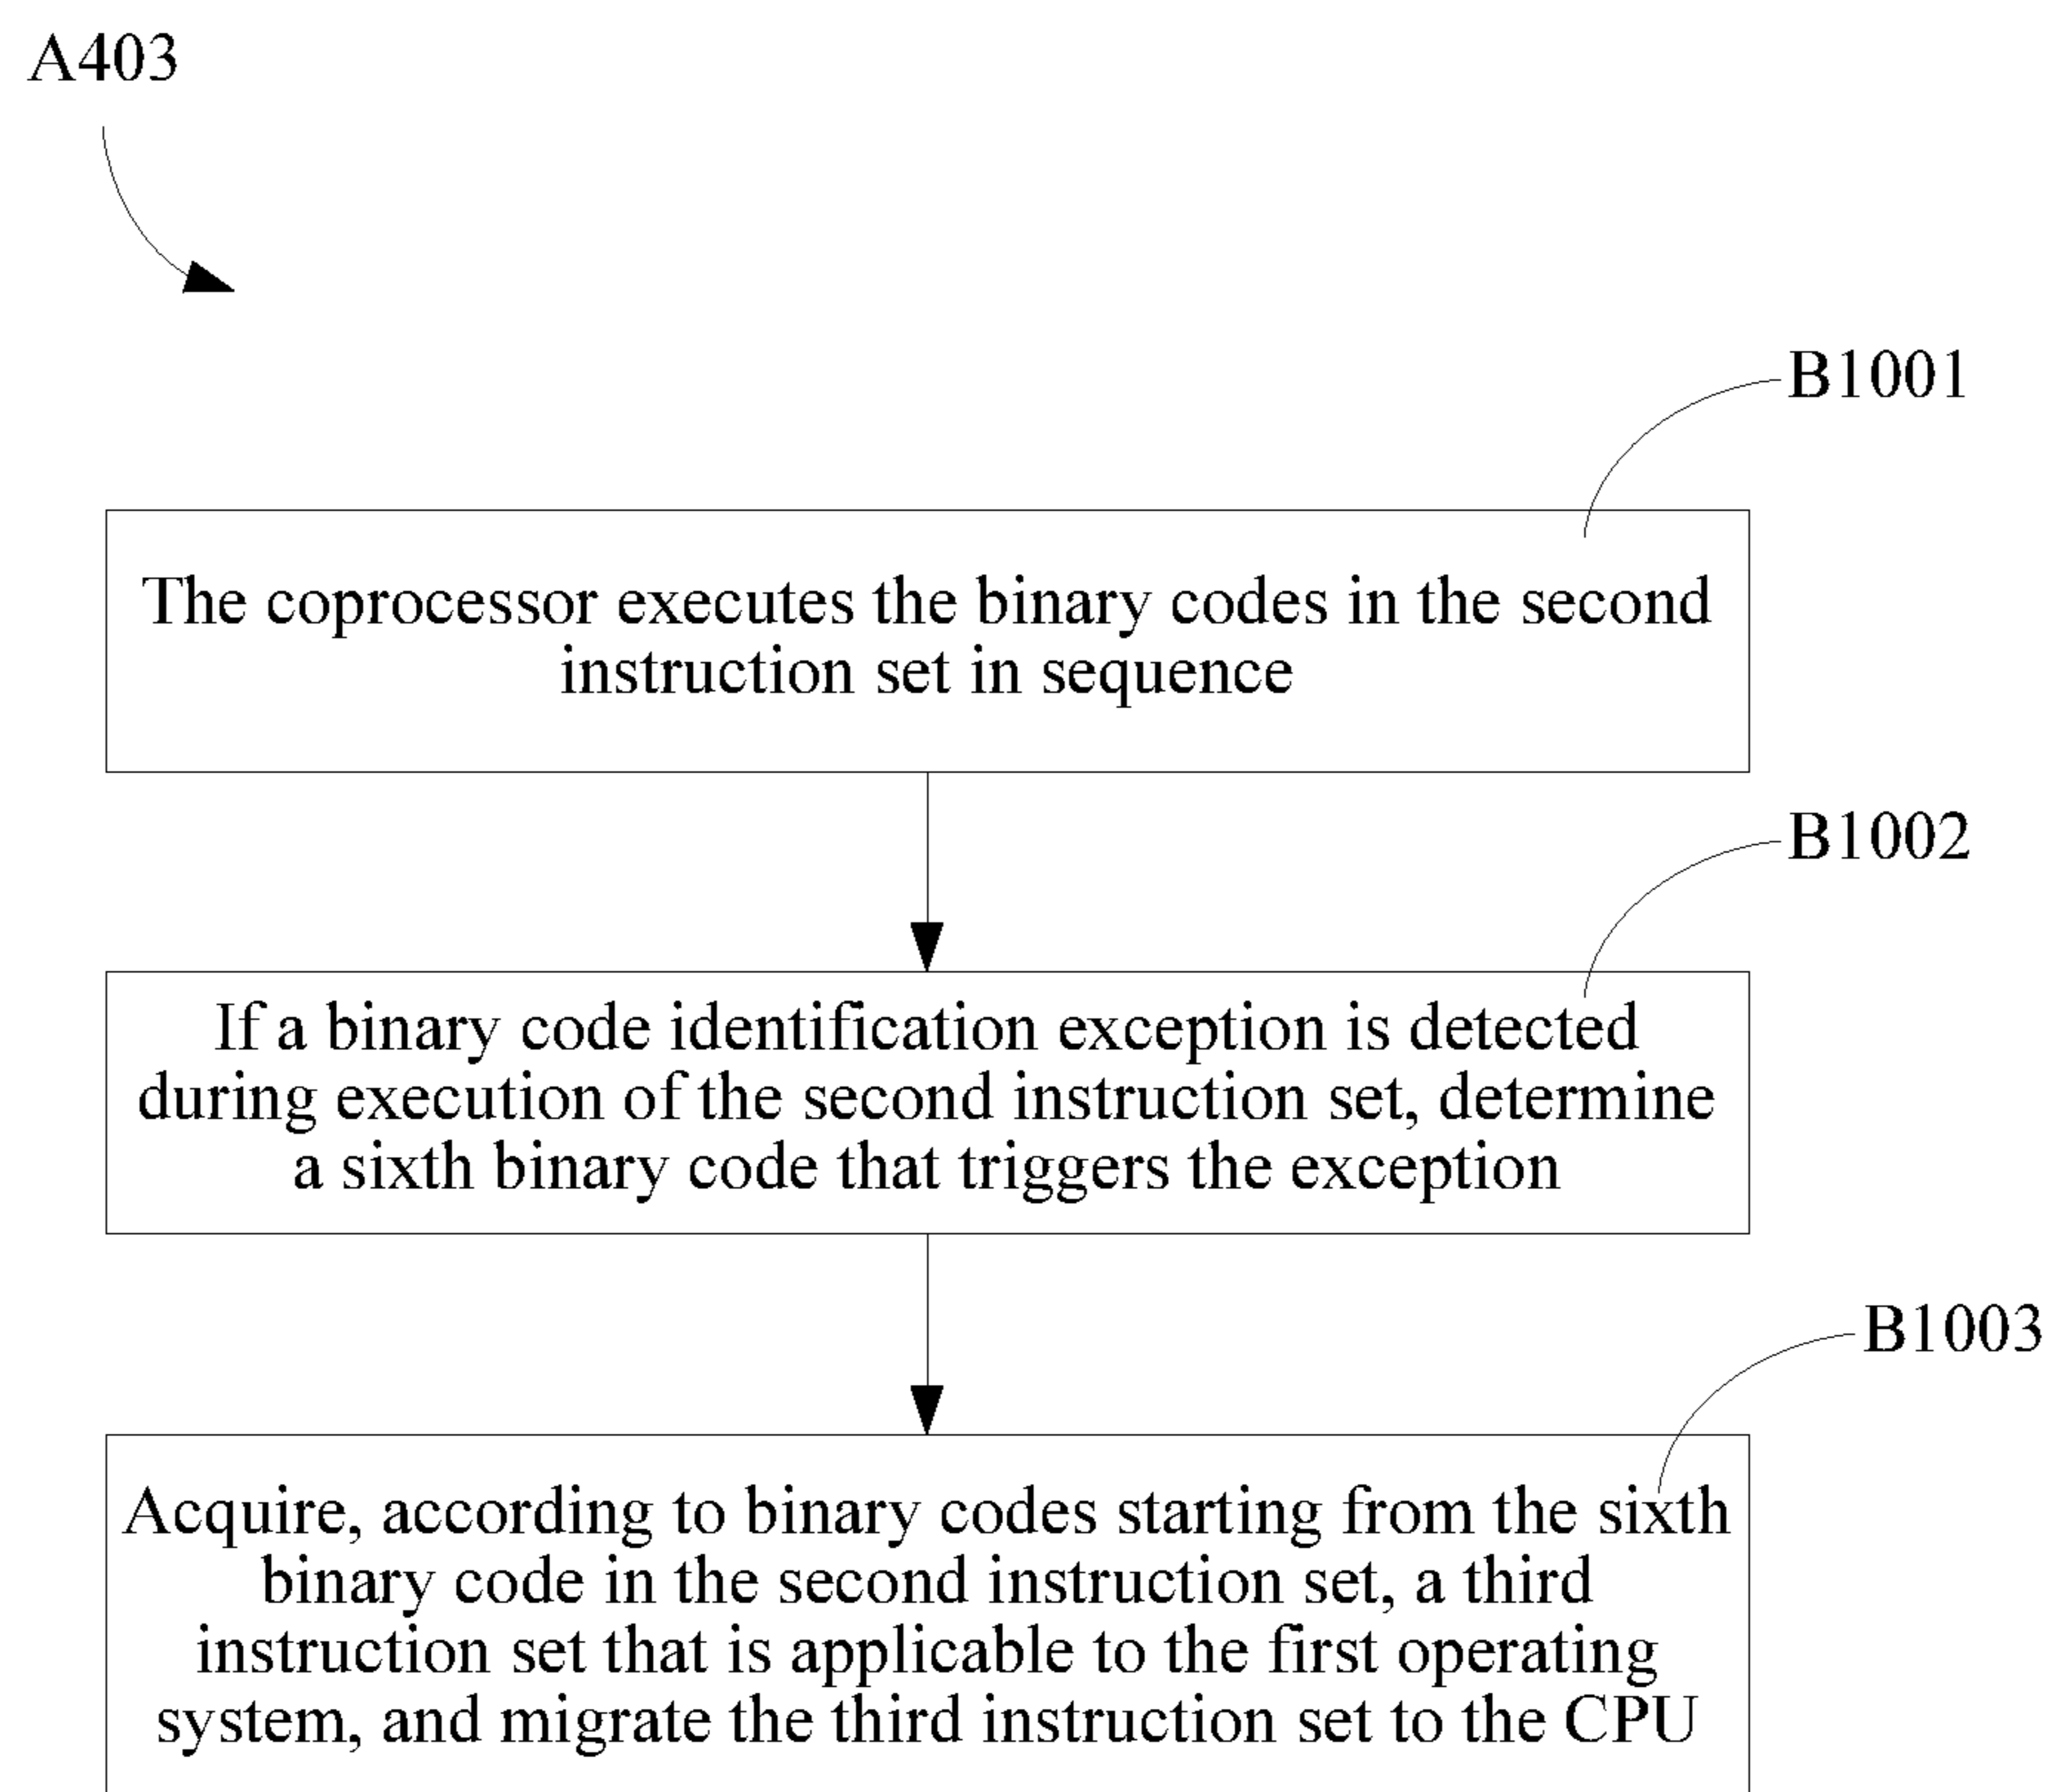 A403
B1001
The coprocessor executes the binary codes in the second
instruction set in sequence
B1002
If a binary code identification exception is detected
during execution of the second instruction set, determine
a sixth binary code that triggers the exception
B1003
Acquire, according to binary codes starting from the sixth
binary code in the second instruction set, a third
instruction set that is applicable to the first operating
system, and migrate the third instruction set to the CPU